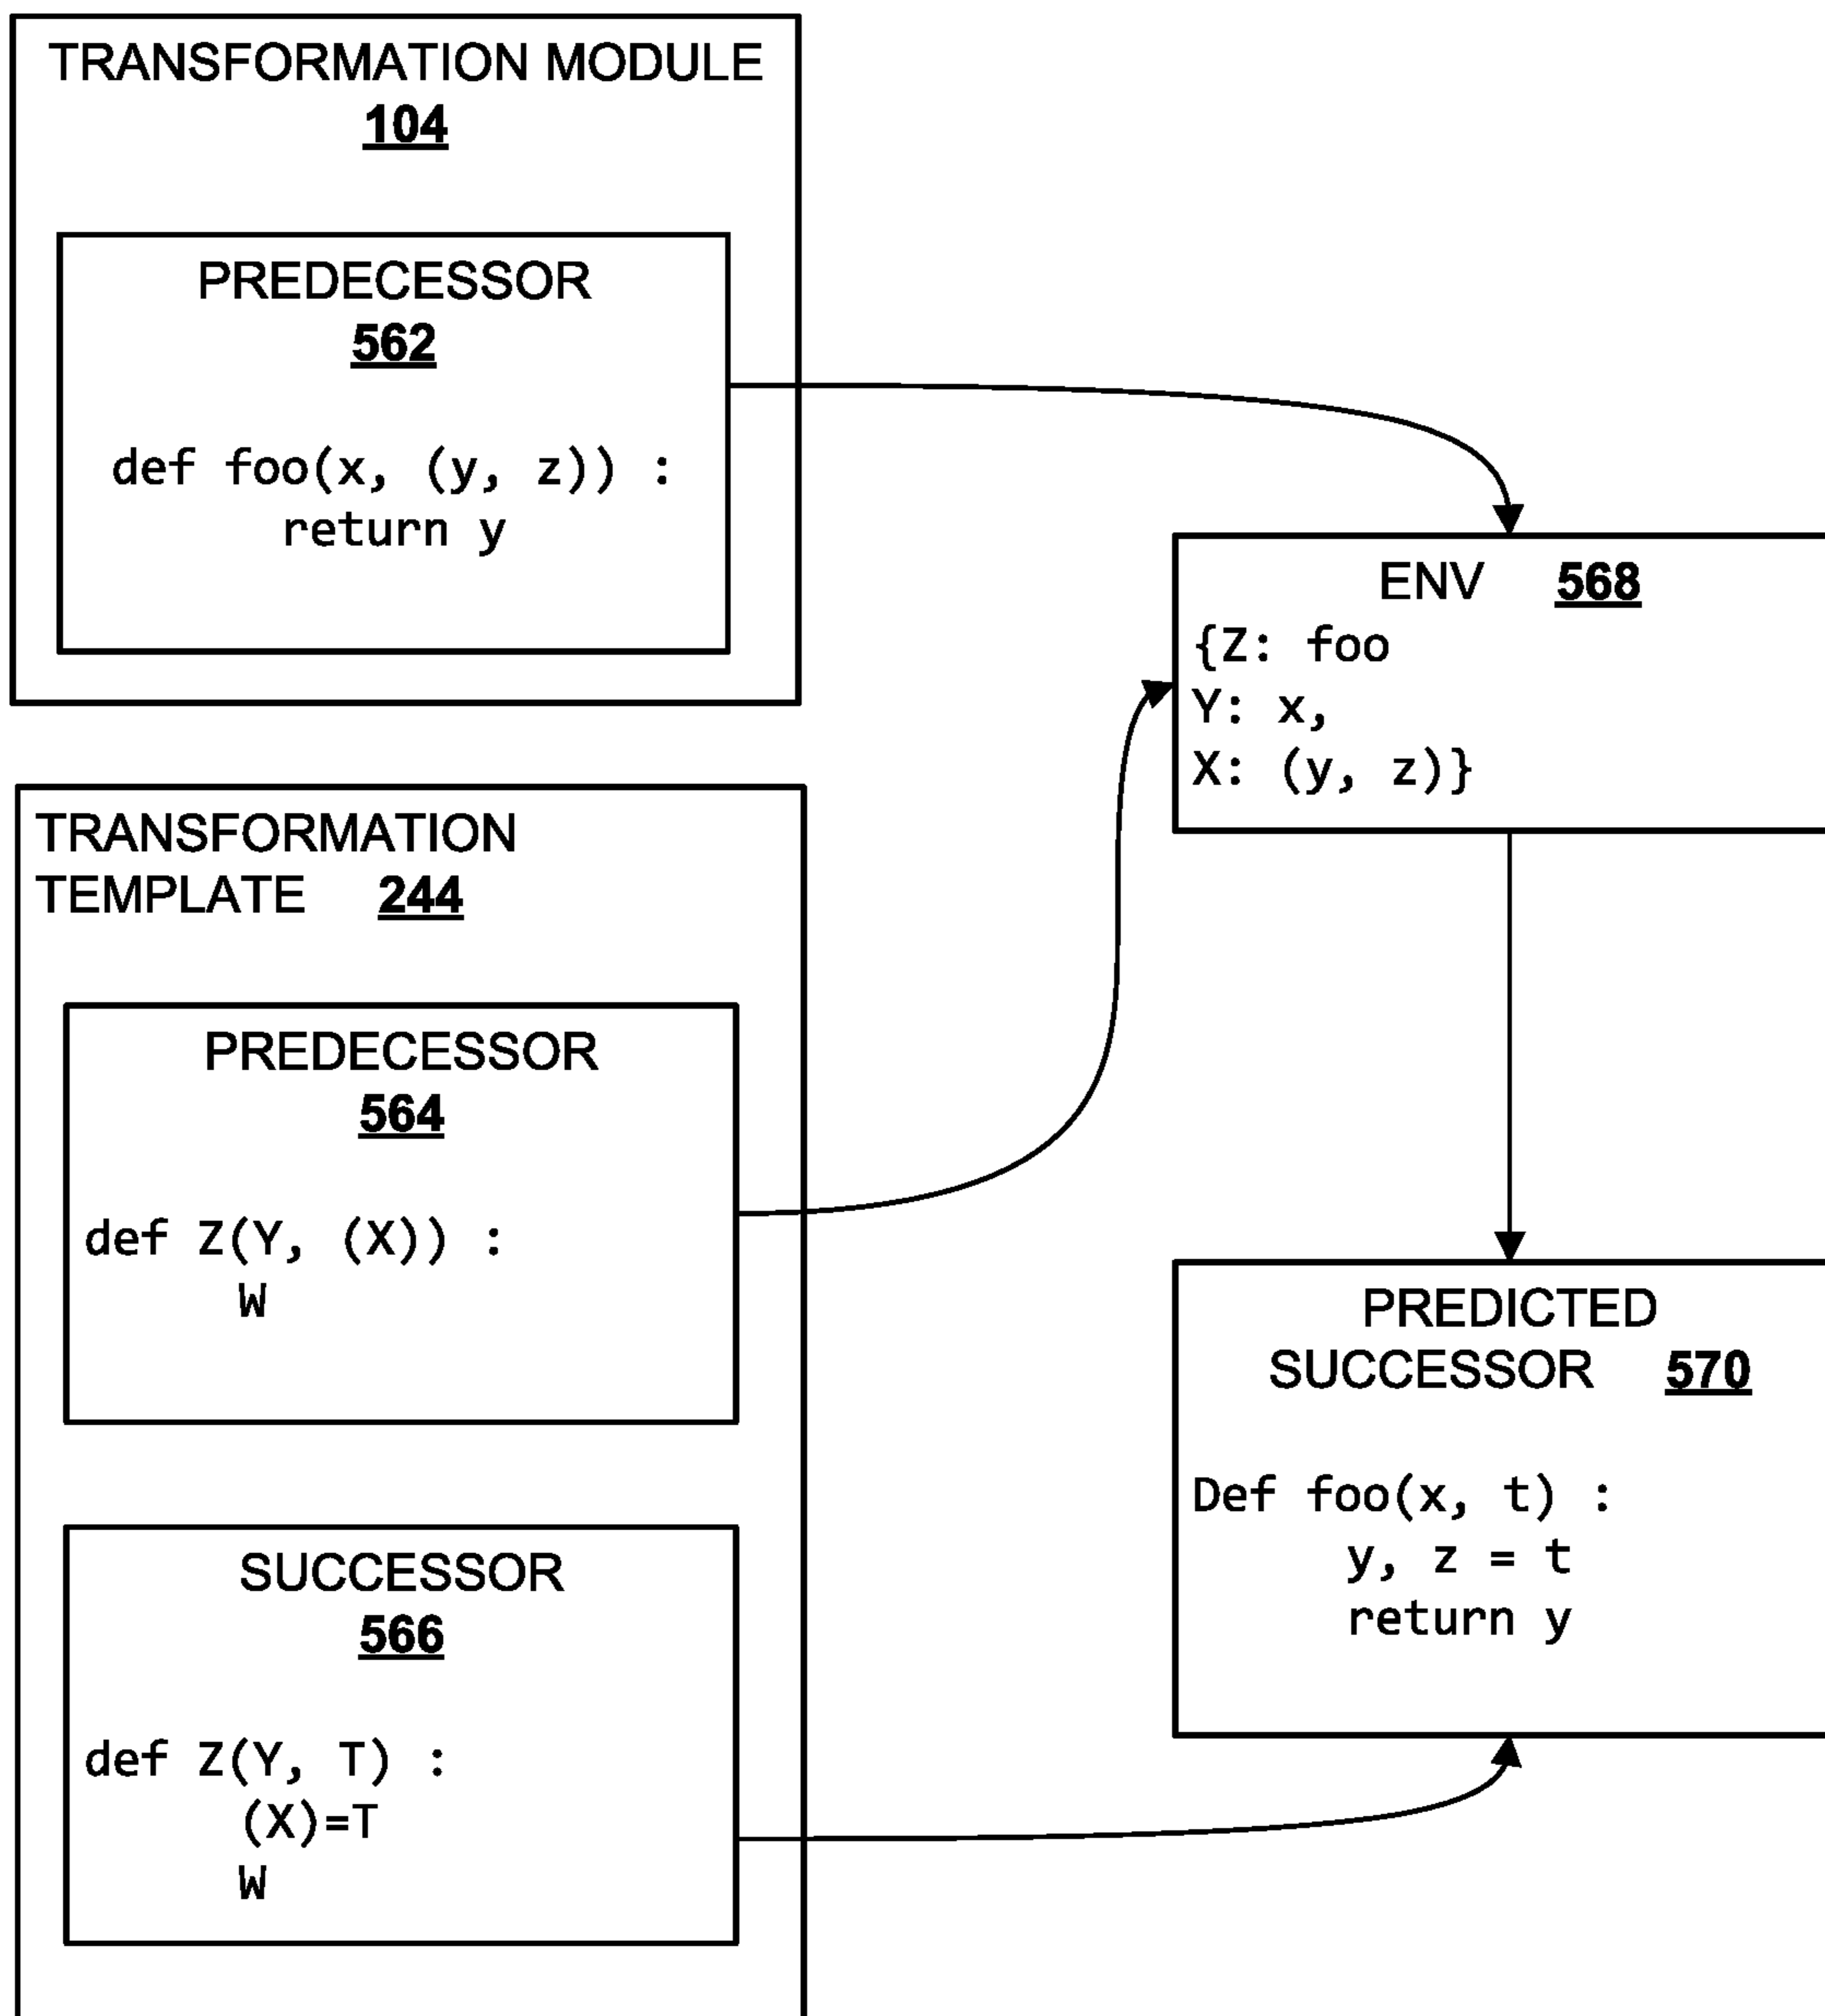 TRANSFORMATION MODULE
104
PREDECESSOR
562
def foo(x, (y, z)) :
return y
TRANSFORMATION
TEMPLATE 244
PREDECESSOR
564
def Z(Y, (X)) :
W
SUCCESSOR
566
def Z(Y, T) :
(X)=T
W
ENV 568
{Z: foo
Y: x,
X: (y, z)}
PREDICTED
SUCCESSOR 570
Def foo(x, t) :
y, z = t
return y